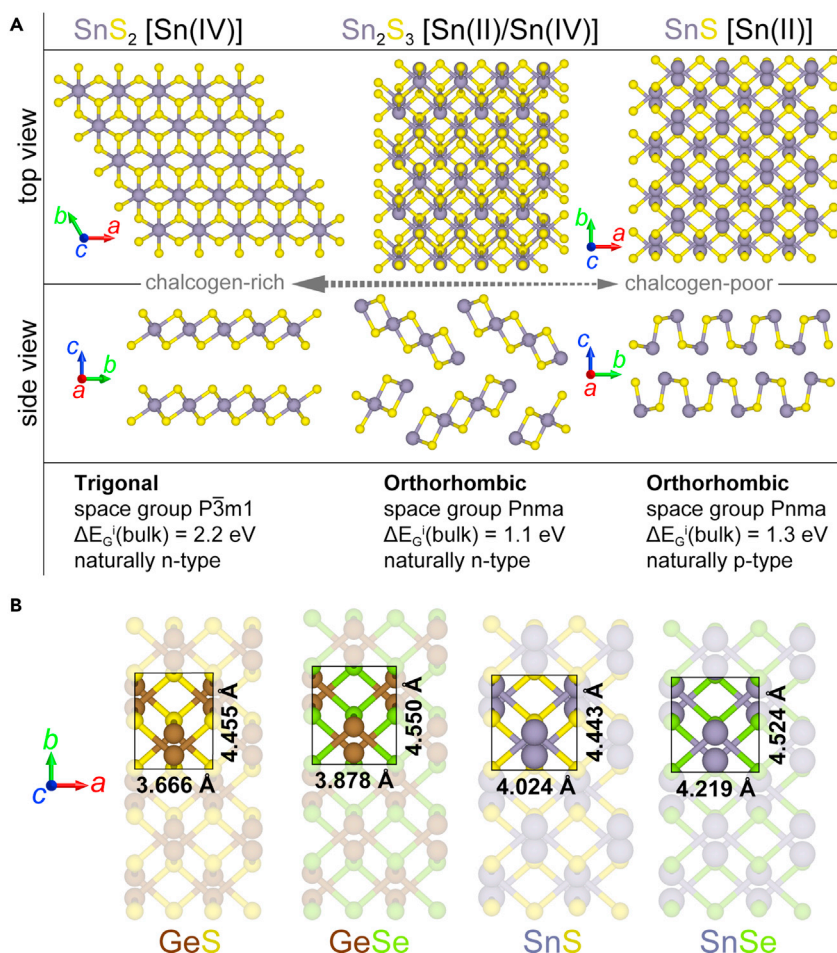 A
SnS₂ [Sn(IV)]
Sn₂S₃ [Sn(II)/Sn(IV)]
SnS [Sn(II)]
top view
b
c
a
b
c
a
chalcogen-rich
chalcogen-poor
side view
c
a
b
c
a
b
Trigonal
space group P3̅m1
ΔE_G^i(bulk) = 2.2 eV
naturally n-type
Orthorhombic
space group Pnma
ΔE_G^i(bulk) = 1.1 eV
naturally n-type
Orthorhombic
space group Pnma
ΔE_G^i(bulk) = 1.3 eV
naturally p-type
B
b
c
a
4.455 Å
3.666 Å
4.550 Å
3.878 Å
4.443 Å
4.024 Å
4.524 Å
4.219 Å
GeS
GeSe
SnS
SnSe